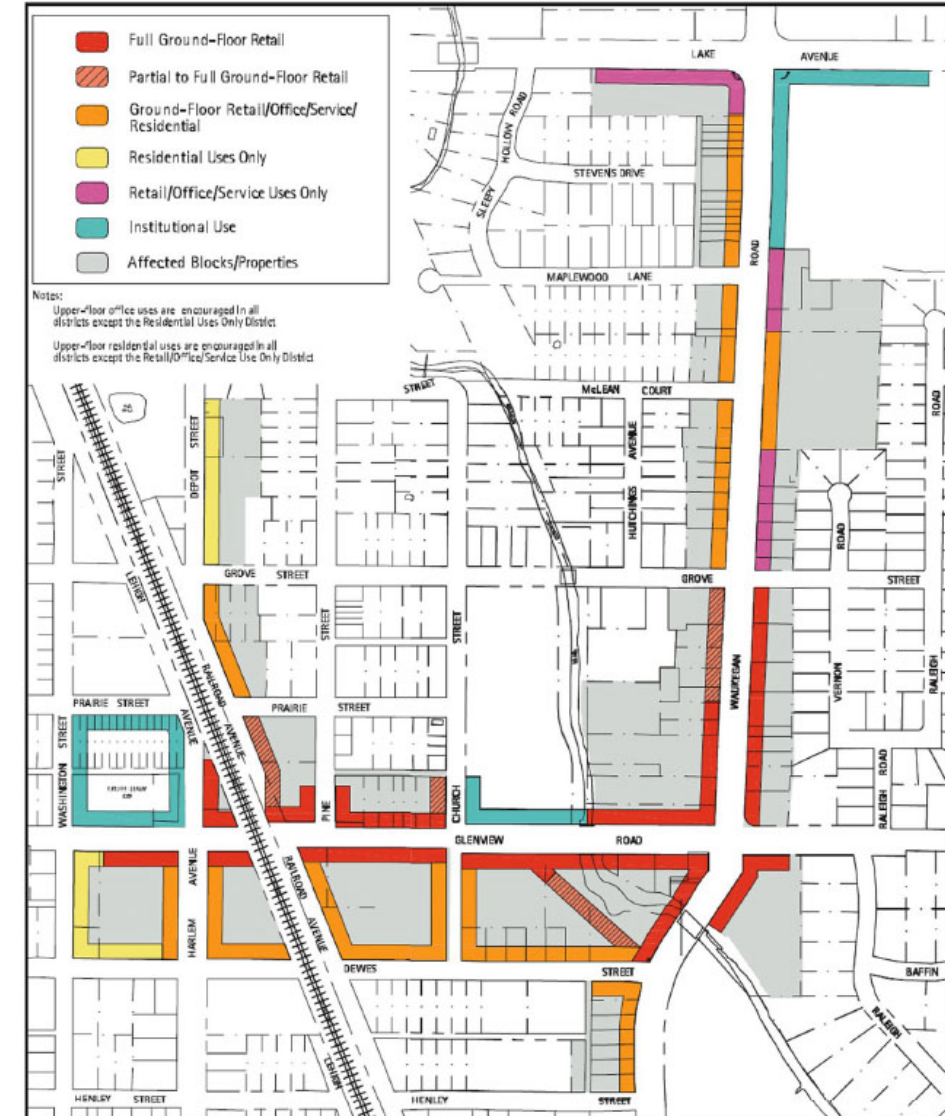 Full Ground-Floor Retail
Partial to Full Ground-Floor Retail
Ground-Floor Retail/Office/Service/
Residential
Residential Uses Only
Retail/Office/Service Uses Only
Institutional Use
Affected Blocks/Properties
Notes:
Upper-floor office uses are encouraged in all
districts except the Residential Uses Only District
Upper-floor residential uses are encouraged in all
districts except the Retail/Office/Service Use Only District
LAKE AVENUE
HOLLOW ROAD
SLEEPY
STEVENS DRIVE
ROAD
MAPLEWOOD LANE
STREET
McLEAN COURT
ROAD
STREET
DEPOT STREET
HUTCHINGS AVENUE
ROAD
LEHIGH
GROVE STREET
GROVE STREET
STREET
STREET
RAILROAD AVENUE
WAUKEGAN
VERNON
RALEIGH
PRAIRIE STREET
AVENUE
PRAIRIE STREET
WASHINGTON STREET
PINE
CHURCH
RALEIGH ROAD
GLENVIEW ROAD
HARLEM AVENUE
RAILROAD AVENUE
DEWES STREET
BAFFIN
RALEIGH
LEHIGH
HENLEY STREET
HENLEY STREET